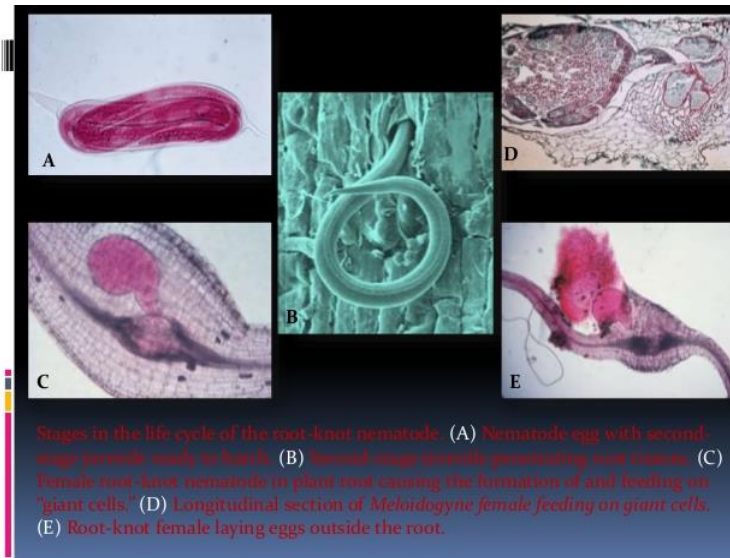 A
B
C
D
E
Stages in the life cycle of the root-knot nematode. (A) Nematode egg with second-
stage juvenile ready to hatch. (B) Second-stage juvenile penetrating root tissues. (C)
Female root-knot nematode in plant root causing the formation of and feeding on
"giant cells." (D) Longitudinal section of Meloidogyne female feeding on giant cells.
(E) Root-knot female laying eggs outside the root.